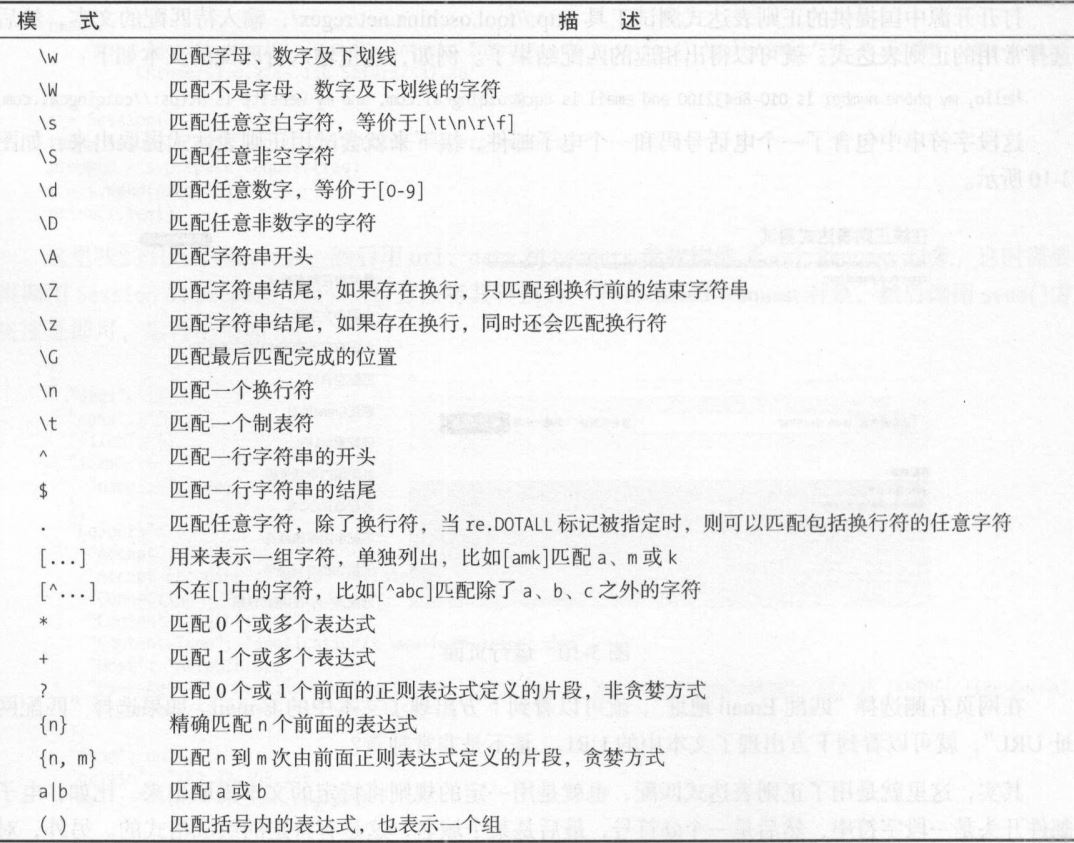 模 式 描 述
\w 匹配字母、数字及下划线
\W 匹配不是字母、数字及下划线的字符
\s 匹配任意空白字符，等价于[\t\n\r\f]
\S 匹配任意非空字符
\d 匹配任意数字，等价于[0-9]
\D 匹配任意非数字的字符
\A 匹配字符串开头
\Z 匹配字符串结尾，如果存在换行，只匹配到换行前的结束字符串
\z 匹配字符串结尾，如果存在换行，同时还会匹配换行符
\G 匹配最后匹配完成的位置
\n 匹配一个换行符
\t 匹配一个制表符
^ 匹配一行字符串的开头
$ 匹配一行字符串的结尾
. 匹配任意字符，除了换行符，当 re.DOTALL 标记被指定时，则可以匹配包括换行符的任意字符
[...] 用来表示一组字符，单独列出，比如[amk]匹配 a、m 或 k
[^...] 不在[]中的字符，比如[^abc]匹配除了 a、b、c 之外的字符
* 匹配 0 个或多个表达式
+ 匹配 1 个或多个表达式
? 匹配 0 个或 1 个前面的正则表达式定义的片段，非贪婪方式
{n} 精确匹配 n 个前面的表达式
{n, m} 匹配 n 到 m 次由前面正则表达式定义的片段，贪婪方式
a|b 匹配 a 或 b
( ) 匹配括号内的表达式，也表示一个组